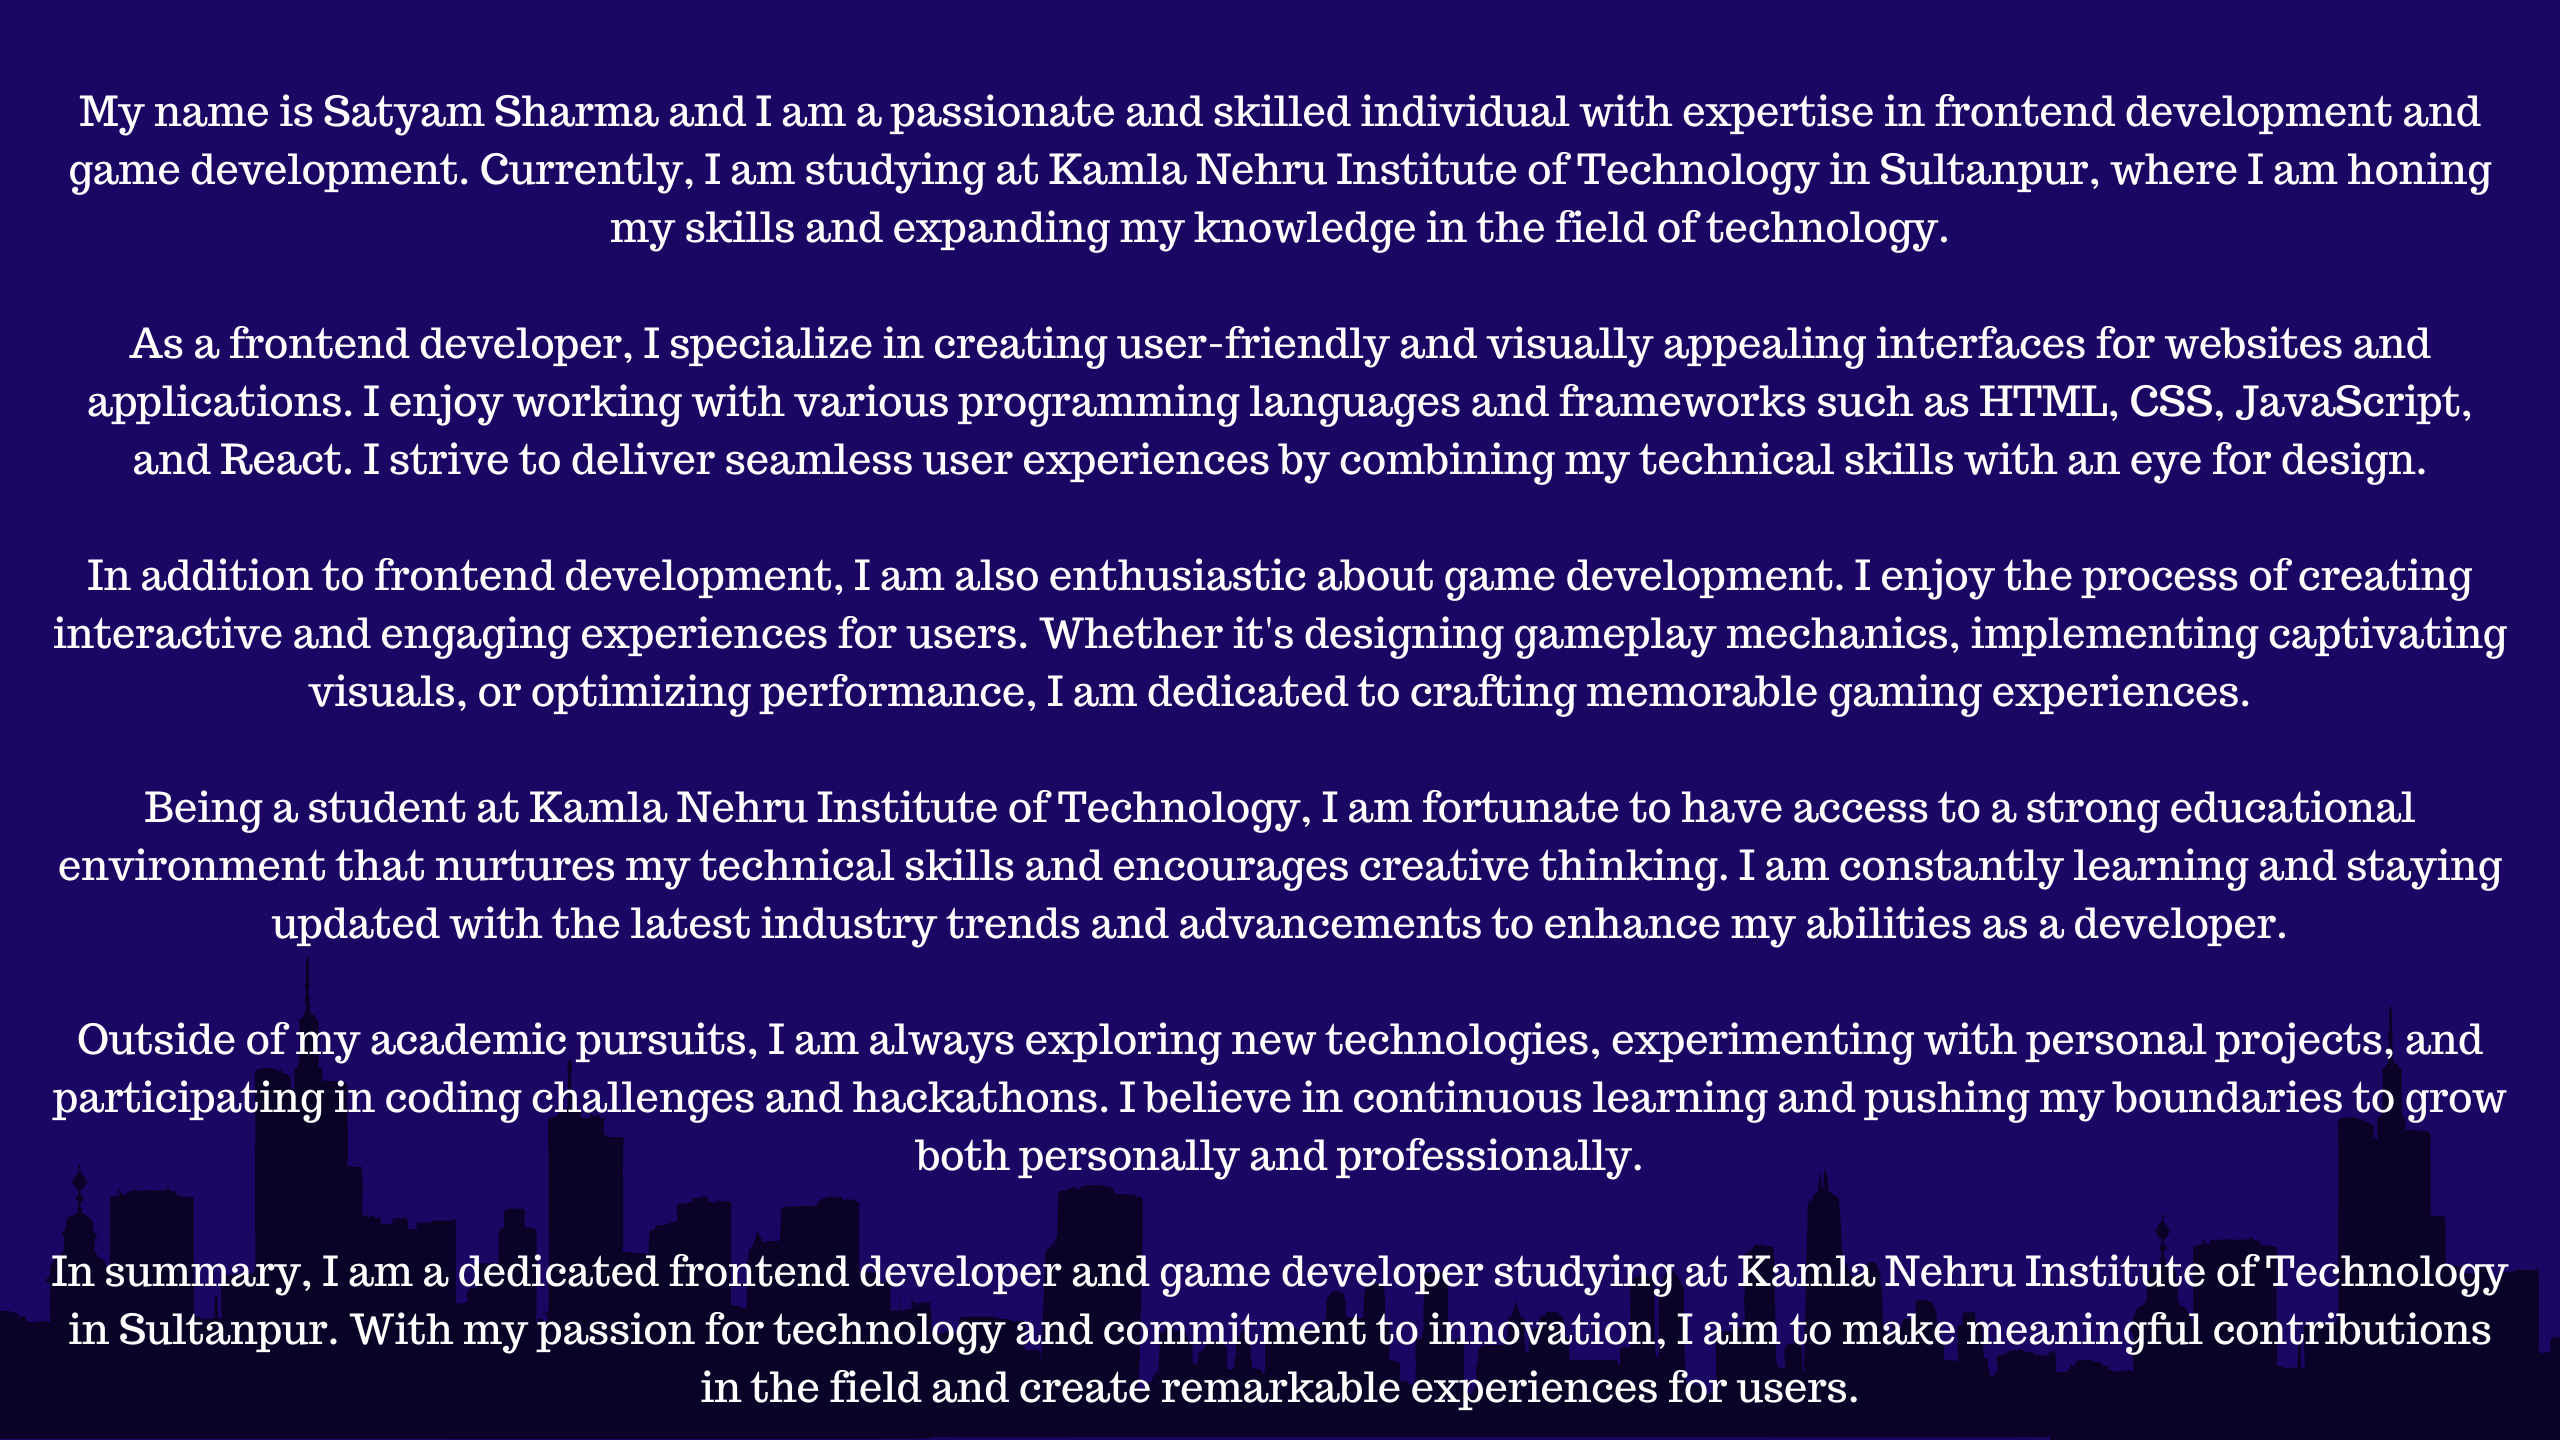 My name is Satyam Sharma and I am a passionate and skilled individual with expertise in frontend development and
game development. Currently, I am studying at Kamla Nehru Institute of Technology in Sultanpur, where I am honing
my skills and expanding my knowledge in the field of technology.
As a frontend developer, I specialize in creating user-friendly and visually appealing interfaces for websites and
applications. I enjoy working with various programming languages and frameworks such as HTML, CSS, JavaScript,
and React. I strive to deliver seamless user experiences by combining my technical skills with an eye for design.
In addition to frontend development, I am also enthusiastic about game development. I enjoy the process of creating
interactive and engaging experiences for users. Whether it's designing gameplay mechanics, implementing captivating
visuals, or optimizing performance, I am dedicated to crafting memorable gaming experiences.
Being a student at Kamla Nehru Institute of Technology, I am fortunate to have access to a strong educational
environment that nurtures my technical skills and encourages creative thinking. I am constantly learning and staying
updated with the latest industry trends and advancements to enhance my abilities as a developer.
Outside of my academic pursuits, I am always exploring new technologies, experimenting with personal projects, and
participating in coding challenges and hackathons. I believe in continuous learning and pushing my boundaries to grow
both personally and professionally.
In summary, I am a dedicated frontend developer and game developer studying at Kamla Nehru Institute of Technology
in Sultanpur. With my passion for technology and commitment to innovation, I aim to make meaningful contributions
in the field and create remarkable experiences for users.